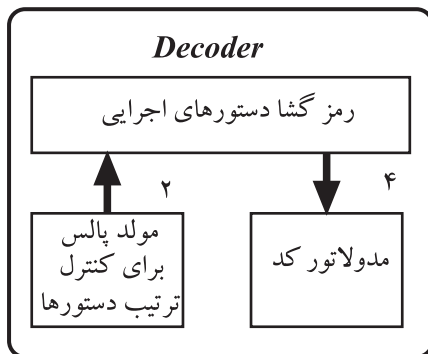 Decoder
رمز گشا دستورهای اجرایی
۲
۴
مولد پالس
برای کنترل
ترتیب دستورها
مدولاتور کد